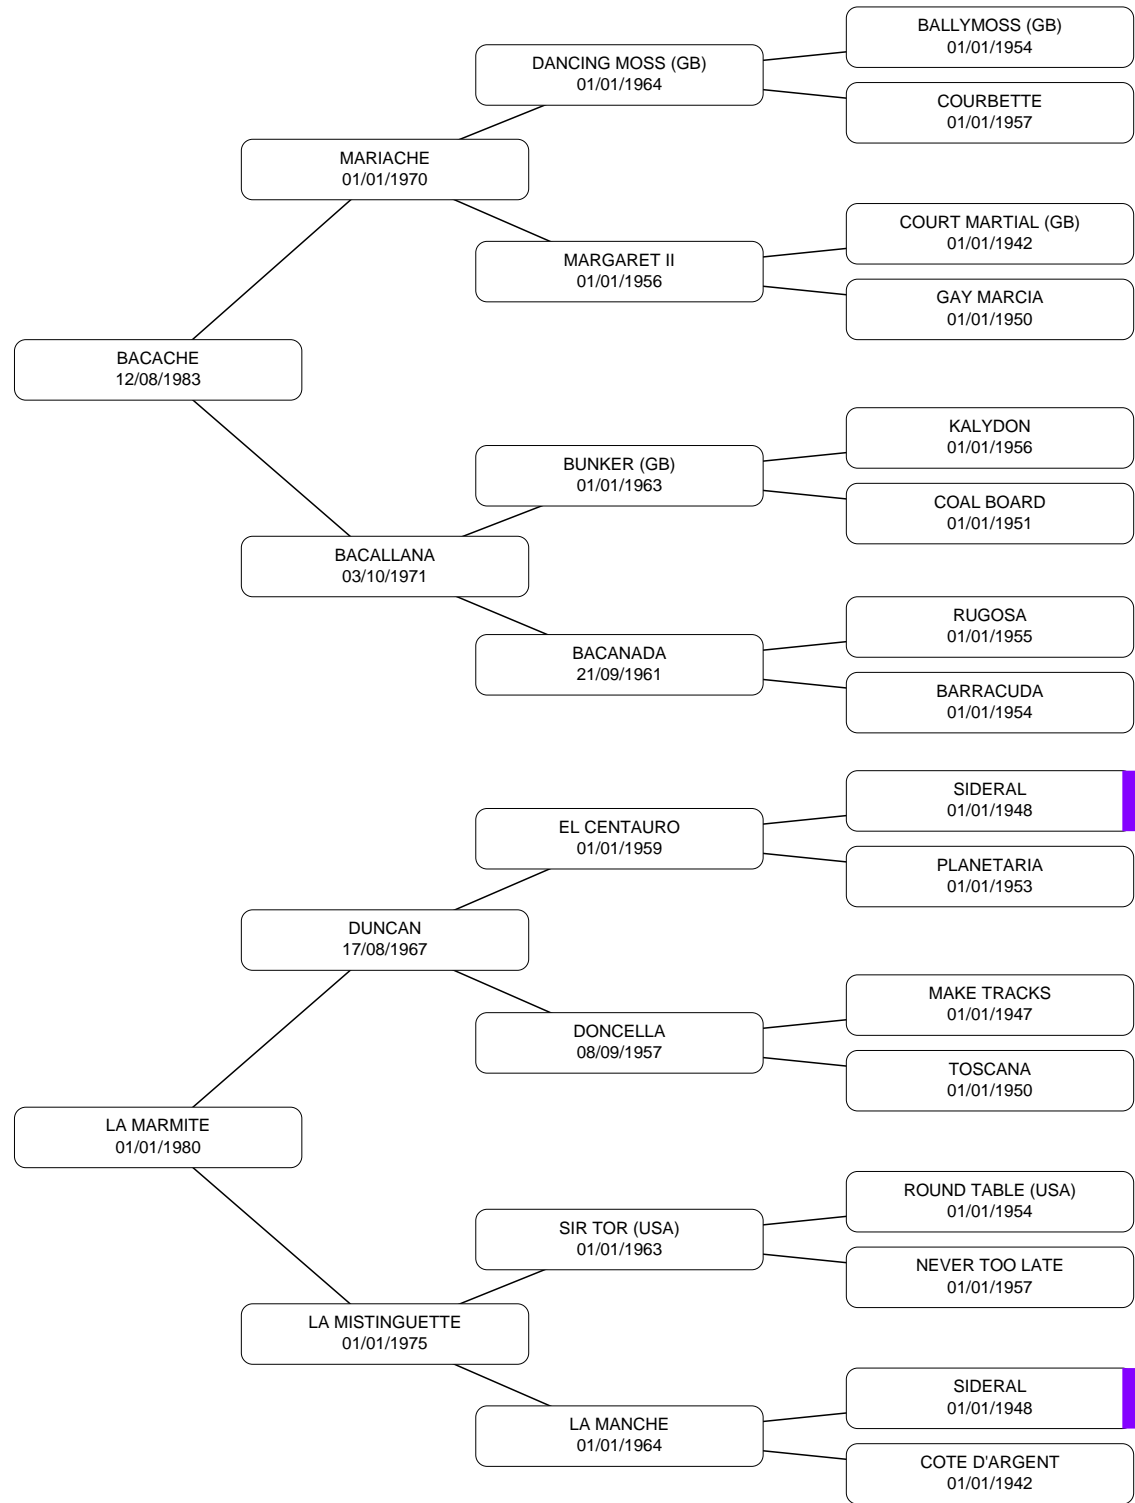 BALLYMOSS (GB)
01/01/1954
DANCING MOSS (GB)
01/01/1964
COURBETTE
01/01/1957
MARIACHE
01/01/1970
COURT MARTIAL (GB)
01/01/1942
MARGARET II
01/01/1956
GAY MARCIA
01/01/1950
BACACHE
12/08/1983
KALYDON
01/01/1956
BUNKER (GB)
01/01/1963
COAL BOARD
01/01/1951
BACALLANA
03/10/1971
RUGOSA
01/01/1955
BACANADA
21/09/1961
BARRACUDA
01/01/1954
SIDERAL
01/01/1948
EL CENTAURO
01/01/1959
PLANETARIA
01/01/1953
DUNCAN
17/08/1967
MAKE TRACKS
01/01/1947
DONCELLA
08/09/1957
TOSCANA
01/01/1950
LA MARMITE
01/01/1980
ROUND TABLE (USA)
01/01/1954
SIR TOR (USA)
01/01/1963
NEVER TOO LATE
01/01/1957
LA MISTINGUETTE
01/01/1975
SIDERAL
01/01/1948
LA MANCHE
01/01/1964
COTE D'ARGENT
01/01/1942